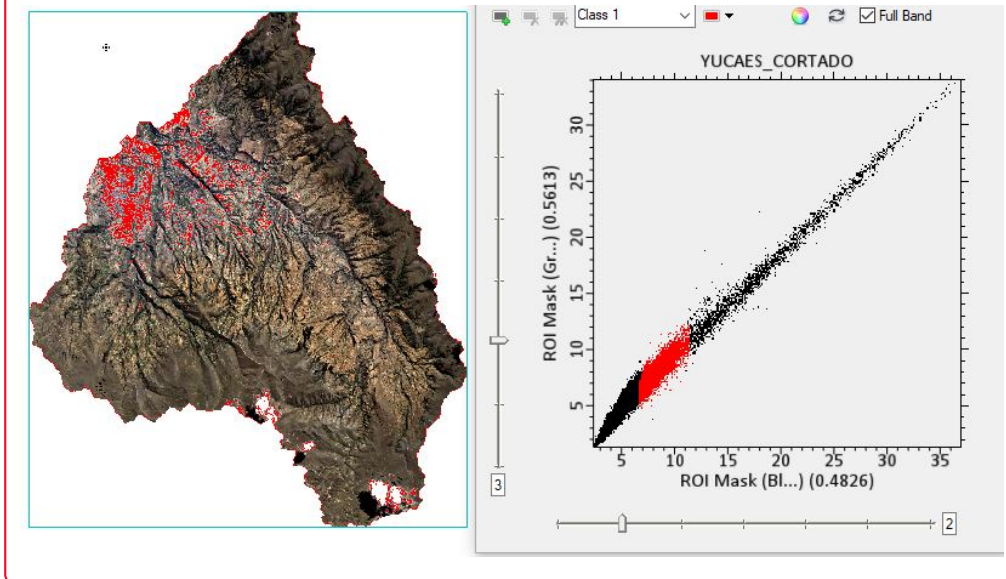 Class 1
Full Band
YUCAES_CORTADO
ROI Mask (Gr...) (0.5613)
30
25
20
15
10
5
5 10 15 20 25 30 35
ROI Mask (Bl...) (0.4826)
3
2